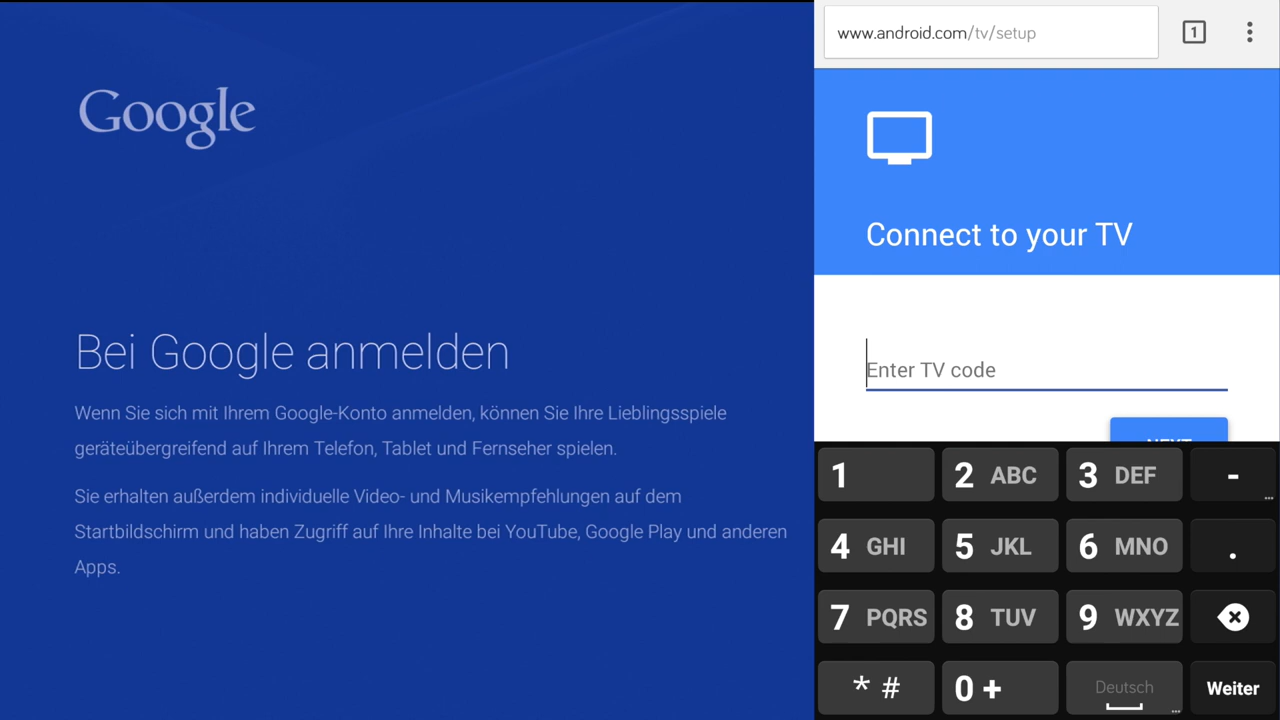 Google
Bei Google anmelden
Wenn Sie sich mit Ihrem Google-Konto anmelden, können Sie Ihre Lieblingsspiele
geräteübergreifend auf Ihrem Telefon, Tablet und Fernseher spielen.
Sie erhalten außerdem individuelle Video- und Musikempfehlungen auf dem
Startbildschirm und haben Zugriff auf Ihre Inhalte bei YouTube, Google Play und anderen
Apps.
www.android.com/tv/setup
1
Connect to your TV
Enter TV code
NEXT
1 2 ABC 3 DEF -
4 GHI 5 JKL 6 MNO .
7 PQRS 8 TUV 9 WXYZ
* # 0 + Deutsch Weiter